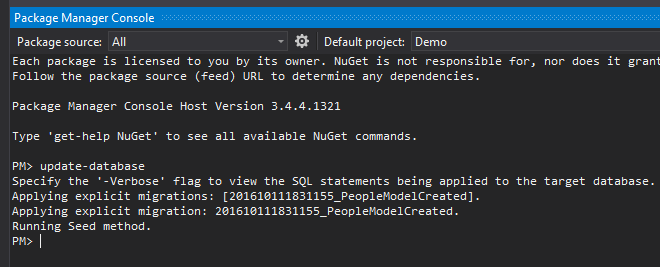 Package Manager Console
Package source: All Default project: Demo
Each package is licensed to you by its owner. NuGet is not responsible for, nor does it grant
Follow the package source (feed) URL to determine any dependencies.
Package Manager Console Host Version 3.4.4.1321
Type 'get-help NuGet' to see all available NuGet commands.
PM> update-database
Specify the '-Verbose' flag to view the SQL statements being applied to the target database.
Applying explicit migrations: [201610111831155_PeopleModelCreated].
Applying explicit migration: 201610111831155_PeopleModelCreated.
Running Seed method.
PM>